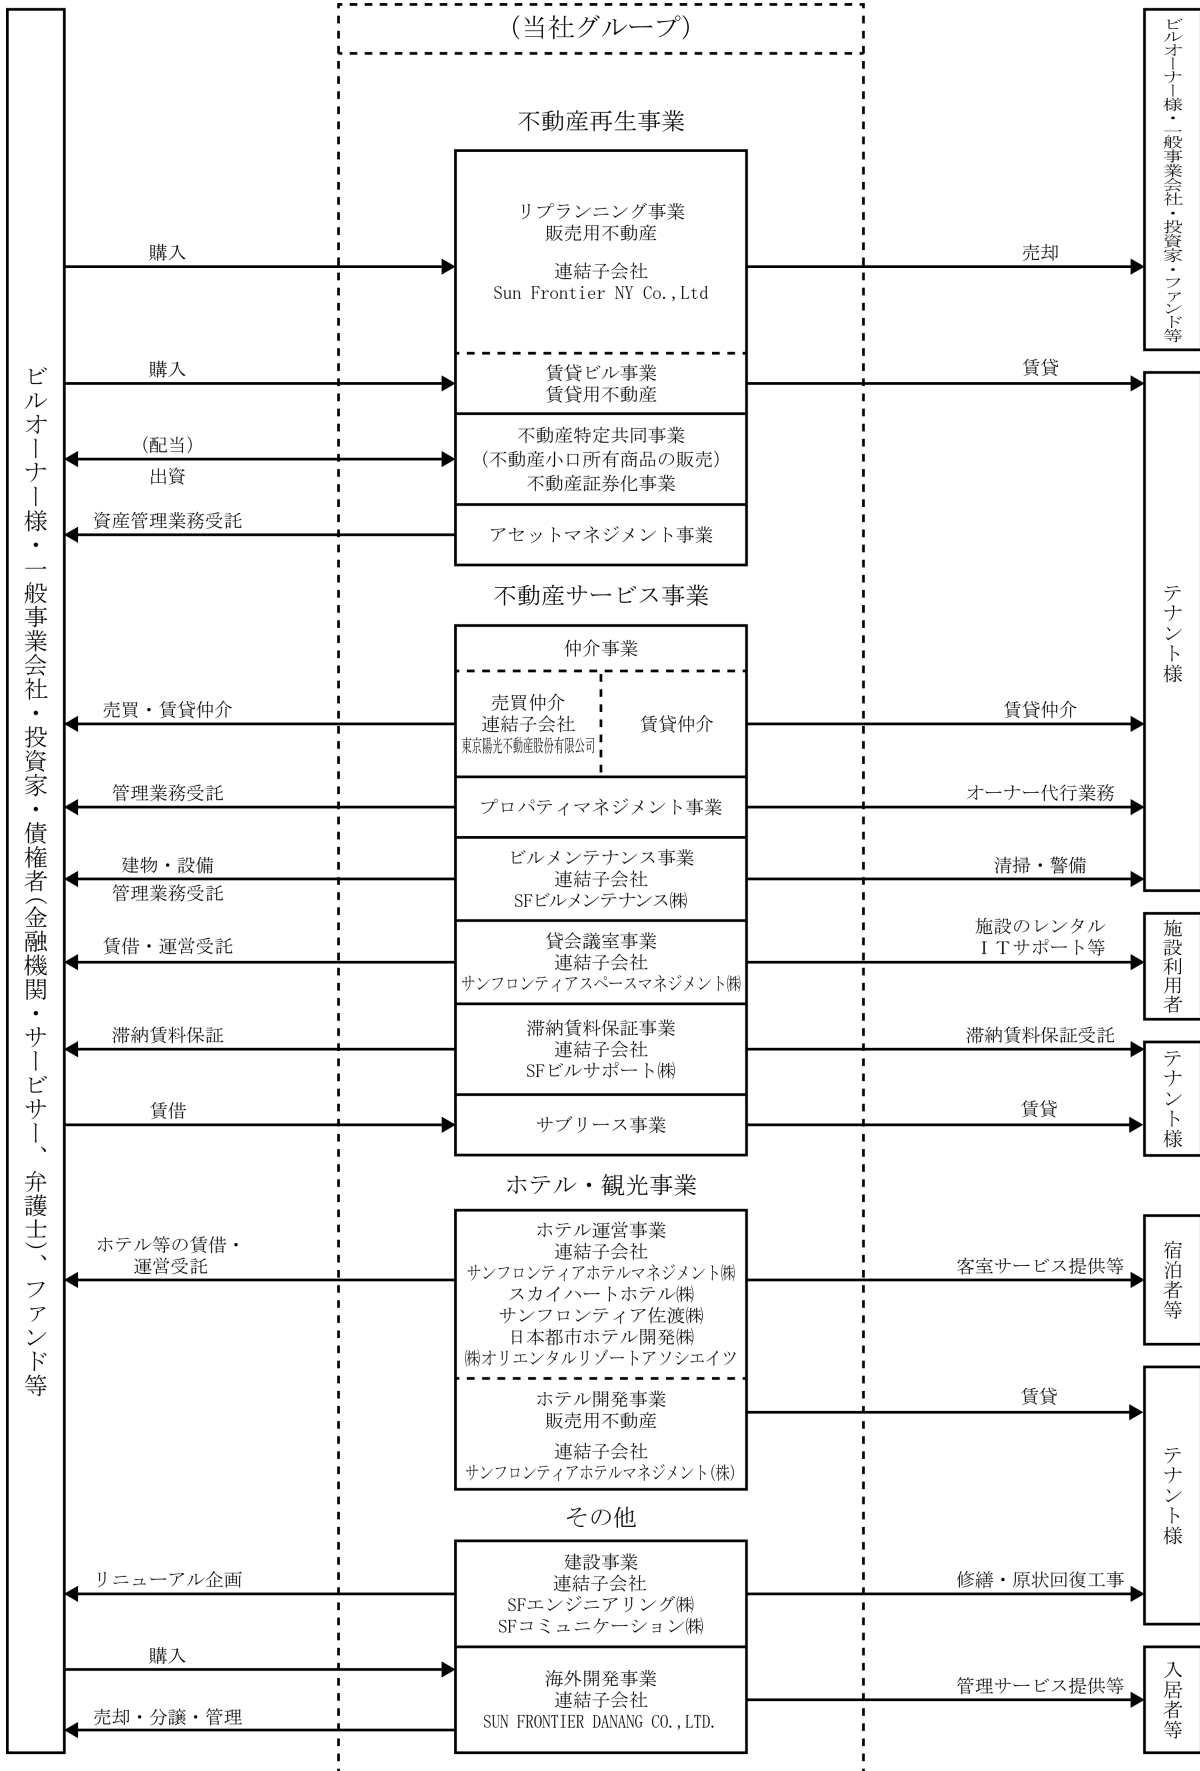 (当社グループ)
ビルオーナー様・一般事業会社・投資家・債権者(金融機関・サービサー、弁護士)、ファンド等
不動産再生事業
購入
リプランニング事業
販売用不動産
連結子会社
Sun Frontier NY Co.,Ltd
売却
ビルオーナー様・一般事業会社・投資家・ファンド等
購入
賃貸ビル事業
賃貸用不動産
賃貸
(配当)
出資
不動産特定共同事業
(不動産小口所有商品の販売)
不動産証券化事業
資産管理業務受託
アセットマネジメント事業
テナント様
不動産サービス事業
仲介事業
売買・賃貸仲介
売買仲介
連結子会社
東京陽光不動産股份有限公司
賃貸仲介
賃貸仲介
管理業務受託
プロパティマネジメント事業
オーナー代行業務
建物・設備
管理業務受託
ビルメンテナンス事業
連結子会社
SFビルメンテナンス㈱
清掃・警備
賃借・運営受託
貸会議室事業
連結子会社
サンフロンティアスペースマネジメント㈱
施設のレンタル
ＩＴサポート等
施設利用者
滞納賃料保証
滞納賃料保証事業
連結子会社
SFビルサポート㈱
滞納賃料保証受託
テナント様
賃借
サブリース事業
賃貸
ホテル・観光事業
ホテル等の賃借・
運営受託
ホテル運営事業
連結子会社
サンフロンティアホテルマネジメント㈱
スカイハートホテル㈱
サンフロンティア佐渡㈱
日本都市ホテル開発㈱
㈱オリエンタルリゾートアソシエイツ
客室サービス提供等
宿泊者等
ホテル開発事業
販売用不動産
連結子会社
サンフロンティアホテルマネジメント(株)
賃貸
テナント様
その他
リニューアル企画
建設事業
連結子会社
SFエンジニアリング㈱
SFコミュニケーション㈱
修繕・原状回復工事
購入
売却・分譲・管理
海外開発事業
連結子会社
SUN FRONTIER DANANG CO.,LTD.
管理サービス提供等
入居者等